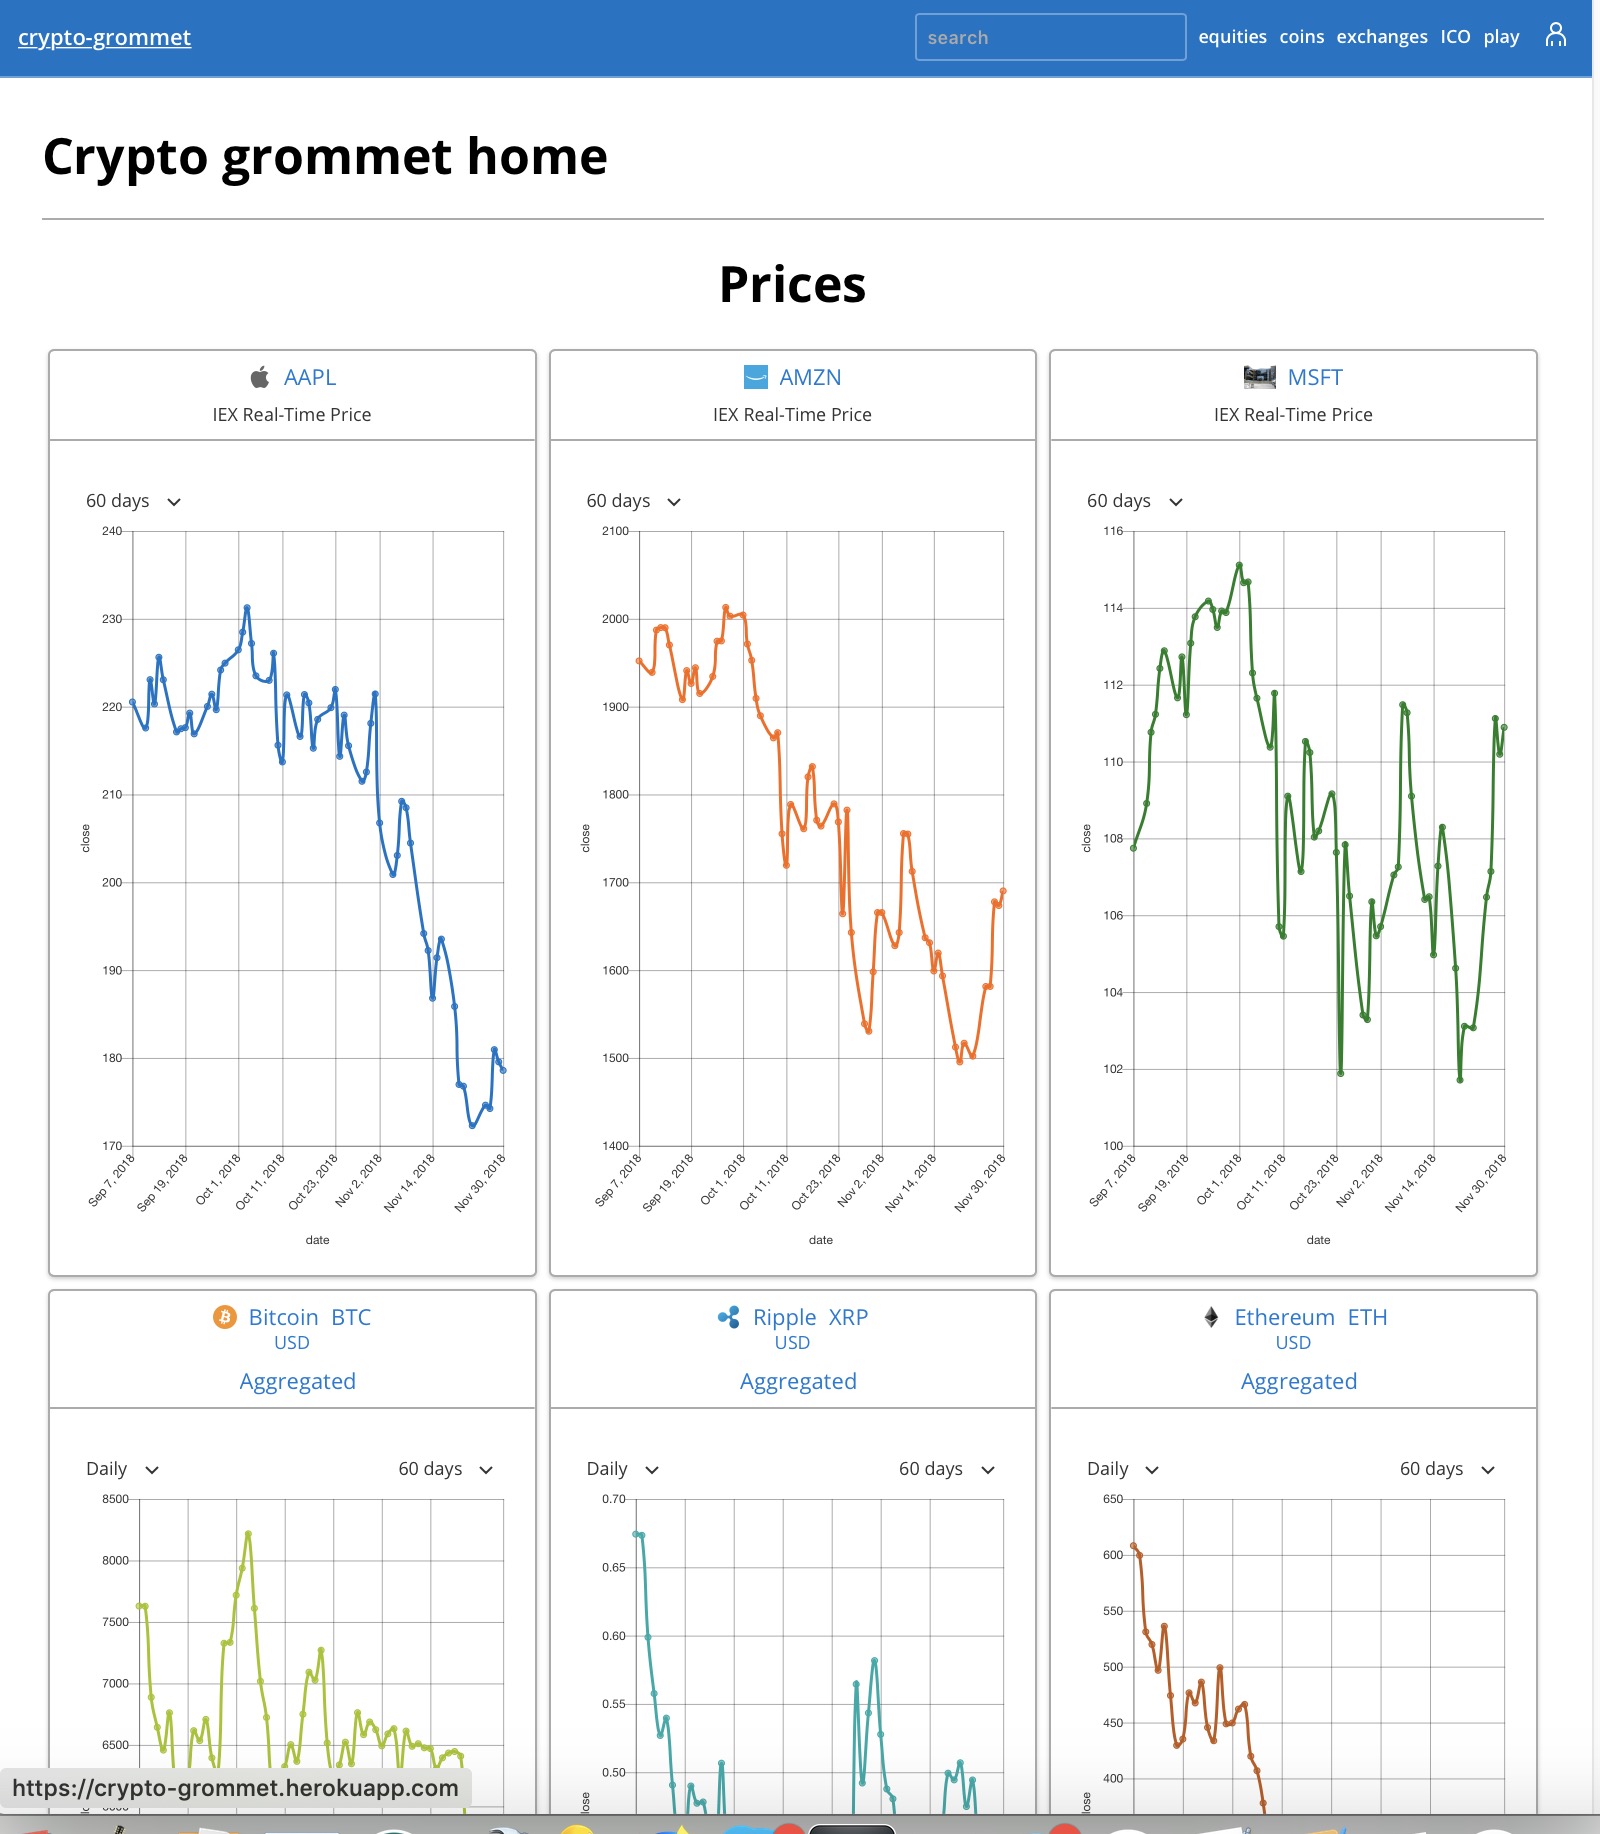 crypto-grommet
search
equities coins exchanges ICO play
Crypto grommet home
Prices
AAPL
IEX Real-Time Price
60 days
240
230
220
210
200
190
180
170
close
Sep 7, 2018
Sep 19, 2018
Oct 1, 2018
Oct 11, 2018
Oct 23, 2018
Nov 2, 2018
Nov 14, 2018
Nov 30, 2018
date
AMZN
IEX Real-Time Price
60 days
2100
2000
1900
1800
1700
1600
1500
1400
close
Sep 7, 2018
Sep 19, 2018
Oct 1, 2018
Oct 11, 2018
Oct 23, 2018
Nov 2, 2018
Nov 14, 2018
Nov 30, 2018
date
MSFT
IEX Real-Time Price
60 days
116
114
112
110
108
106
104
102
100
close
Sep 7, 2018
Sep 19, 2018
Oct 1, 2018
Oct 11, 2018
Oct 23, 2018
Nov 2, 2018
Nov 14, 2018
Nov 30, 2018
date
Bitcoin BTC
USD
Aggregated
Daily
60 days
8500
8000
7500
7000
6500
Ripple XRP
USD
Aggregated
Daily
60 days
0.70
0.65
0.60
0.55
0.50
Ethereum ETH
USD
Aggregated
Daily
60 days
650
600
550
500
450
400
https://crypto-grommet.herokuapp.com